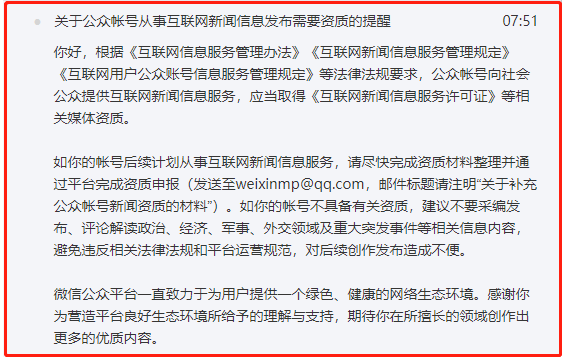 关于公众帐号从事互联网新闻信息发布需要资质的提醒 07:51
你好，根据《互联网信息服务管理办法》《互联网新闻信息服务管理规定》
《互联网用户公众账号信息服务管理规定》等法律法规要求，公众帐号向社会
公众提供互联网新闻信息服务，应当取得《互联网新闻信息服务许可证》等相
关媒体资质。
如你的帐号后续计划从事互联网新闻信息服务，请尽快完成资质材料整理并通
过平台完成资质申报（发送至weixinmp@qq.com，邮件标题请注明“关于补充
公众帐号新闻资质的材料”）。如你的帐号不具备有关资质，建议不要采编发
布、评论解读政治、经济、军事、外交领域及重大突发事件等相关信息内容，
避免违反相关法律法规和平台运营规范，对后续创作发布造成不便。
微信公众平台一直致力于为用户提供一个绿色、健康的网络生态环境。感谢你
为营造平台良好生态环境所给予的理解与支持，期待你在所擅长的领域创作出
更多的优质内容。